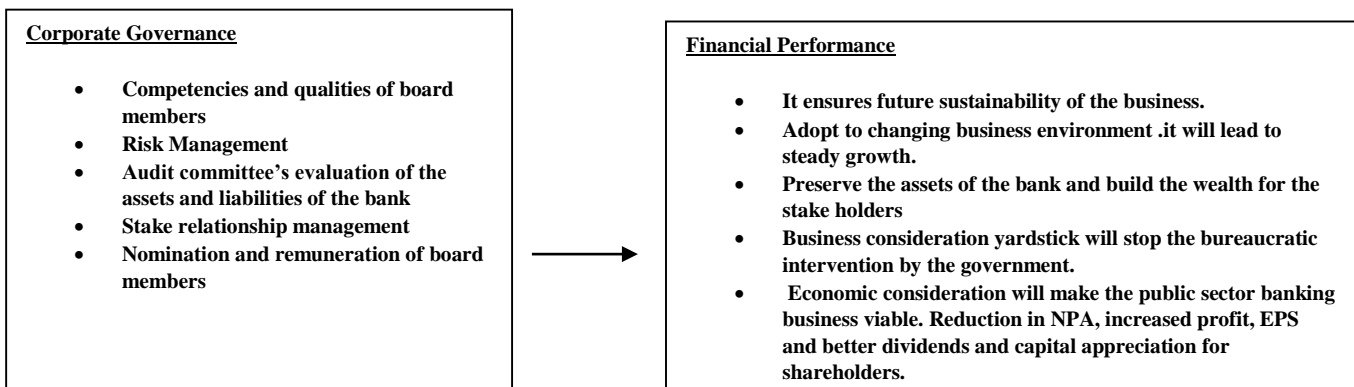 Corporate Governance
• Competencies and qualities of board
members
• Risk Management
• Audit committee’s evaluation of the
assets and liabilities of the bank
• Stake relationship management
• Nomination and remuneration of board
members
Financial Performance
• It ensures future sustainability of the business.
• Adopt to changing business environment .it will lead to
steady growth.
• Preserve the assets of the bank and build the wealth for the
stake holders
• Business consideration yardstick will stop the bureaucratic
intervention by the government.
• Economic consideration will make the public sector banking
business viable. Reduction in NPA, increased profit, EPS
and better dividends and capital appreciation for
shareholders.